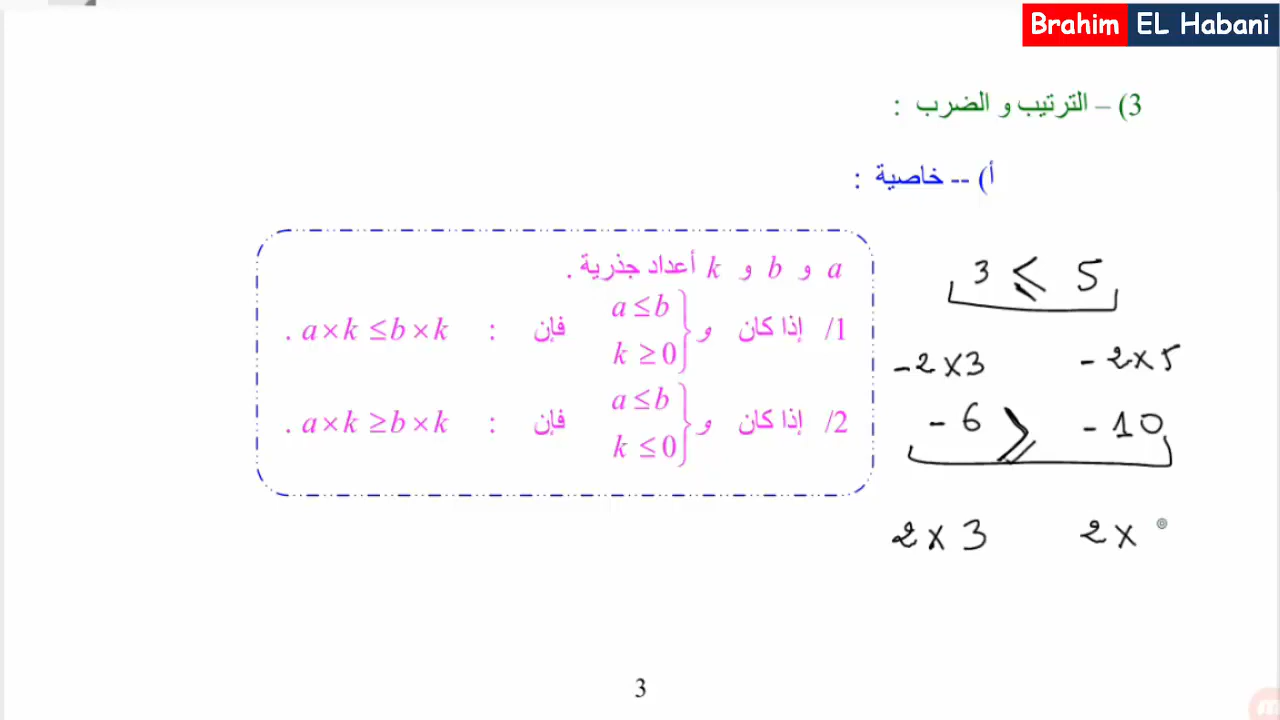 Brahim EL Habani
3) – الترتيب و الضرب :
أ) -- خاصية :
a و b و k أعداد جذرية .
1/ إذا كان و a ≤ b
k ≥ 0 } فإن : a × k ≤ b × k .
2/ إذا كان و a ≤ b
k ≤ 0 } فإن : a × k ≥ b × k .
3 ≤ 5
-2×3 -2×5
-6 ≥ -10
2×3 2×
3